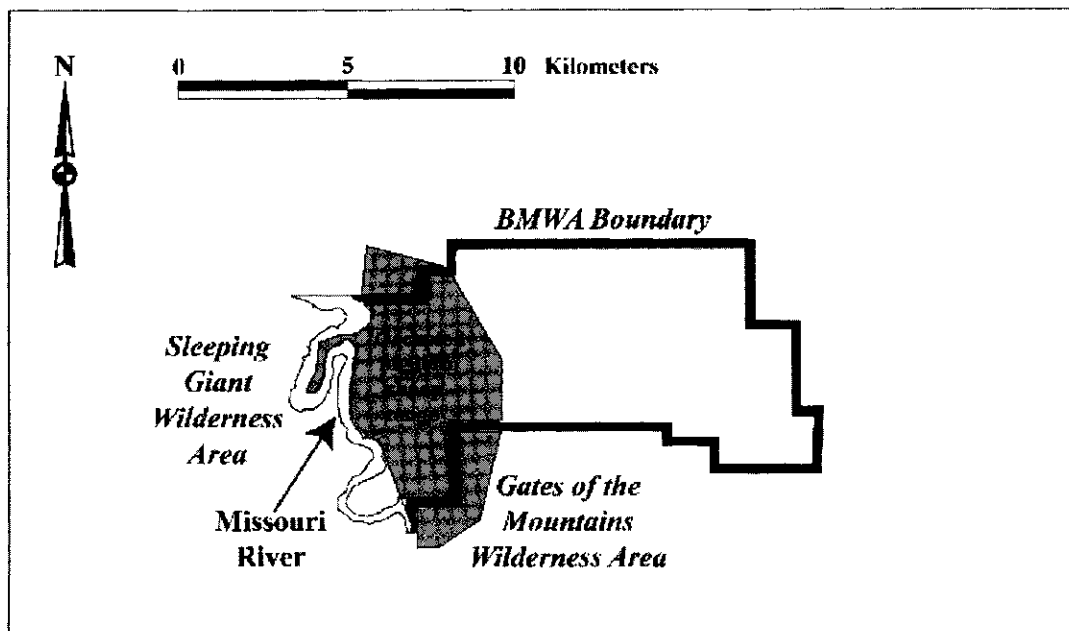 N
0 5 10 Kilometers
BMWA Boundary
Sleeping
Giant
Wilderness
Area
Missouri
River
Gates of the
Mountains
Wilderness Area